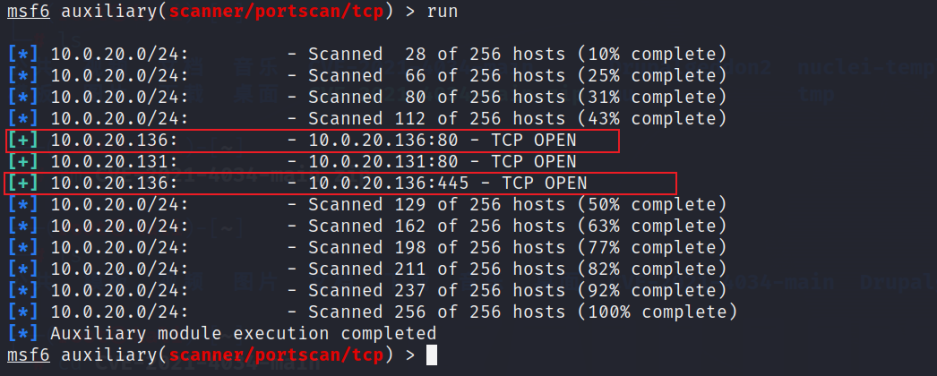 msf6 auxiliary(scanner/portscan/tcp) > run
[*] 10.0.20.0/24:         - Scanned  28 of 256 hosts (10% complete)
[*] 10.0.20.0/24:         - Scanned  66 of 256 hosts (25% complete)
[*] 10.0.20.0/24:         - Scanned  80 of 256 hosts (31% complete)
[*] 10.0.20.0/24:         - Scanned 112 of 256 hosts (43% complete)
[+] 10.0.20.136:          - 10.0.20.136:80 - TCP OPEN
[+] 10.0.20.131:          - 10.0.20.131:80 - TCP OPEN
[+] 10.0.20.136:          - 10.0.20.136:445 - TCP OPEN
[*] 10.0.20.0/24:         - Scanned 129 of 256 hosts (50% complete)
[*] 10.0.20.0/24:         - Scanned 162 of 256 hosts (63% complete)
[*] 10.0.20.0/24:         - Scanned 198 of 256 hosts (77% complete)
[*] 10.0.20.0/24:         - Scanned 211 of 256 hosts (82% complete)
[*] 10.0.20.0/24:         - Scanned 237 of 256 hosts (92% complete)
[*] 10.0.20.0/24:         - Scanned 256 of 256 hosts (100% complete)
[*] Auxiliary module execution completed
msf6 auxiliary(scanner/portscan/tcp) >